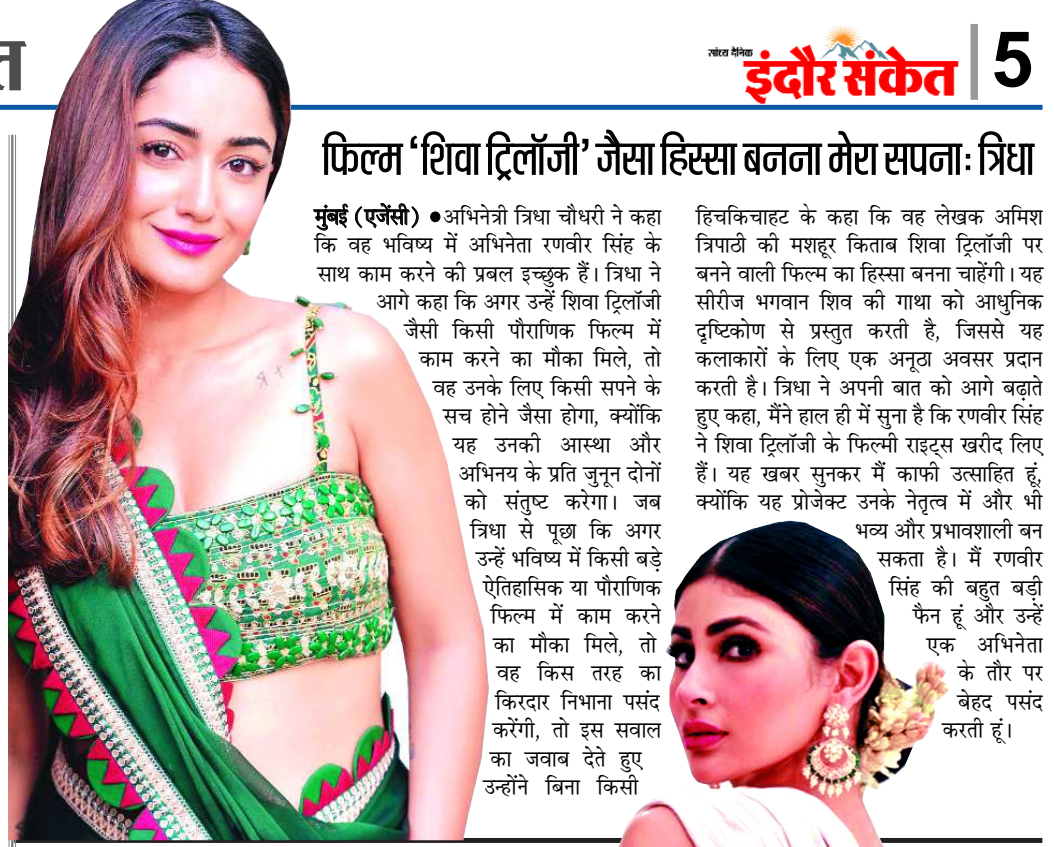 त
सांध्य दैनिक
इंदौर संकेत
5
फिल्म ‘शिवा ट्रिलॉजी’ जैसा हिस्सा बनना मेरा सपना: त्रिधा
मुंबई (एजेंसी) ●अभिनेत्री त्रिधा चौधरी ने कहा
कि वह भविष्य में अभिनेता रणवीर सिंह के
साथ काम करने की प्रबल इच्छुक हैं। त्रिधा ने
आगे कहा कि अगर उन्हें शिवा ट्रिलॉजी
जैसी किसी पौराणिक फिल्म में
काम करने का मौका मिले, तो
वह उनके लिए किसी सपने के
सच होने जैसा होगा, क्योंकि
यह उनकी आस्था और
अभिनय के प्रति जुनून दोनों
को संतुष्ट करेगा। जब
त्रिधा से पूछा कि अगर
उन्हें भविष्य में किसी बड़े
ऐतिहासिक या पौराणिक
फिल्म में काम करने
का मौका मिले, तो
वह किस तरह का
किरदार निभाना पसंद
करेंगी, तो इस सवाल
का जवाब देते हुए
उन्होंने बिना किसी
हिचकिचाहट के कहा कि वह लेखक अमिश
त्रिपाठी की मशहूर किताब शिवा ट्रिलॉजी पर
बनने वाली फिल्म का हिस्सा बनना चाहेंगी। यह
सीरीज भगवान शिव की गाथा को आधुनिक
दृष्टिकोण से प्रस्तुत करती है, जिससे यह
कलाकारों के लिए एक अनूठा अवसर प्रदान
करती है। त्रिधा ने अपनी बात को आगे बढ़ाते
हुए कहा, मैंने हाल ही में सुना है कि रणवीर सिंह
ने शिवा ट्रिलॉजी के फिल्मी राइट्स खरीद लिए
हैं। यह खबर सुनकर मैं काफी उत्साहित हूं,
क्योंकि यह प्रोजेक्ट उनके नेतृत्व में और भी
भव्य और प्रभावशाली बन
सकता है। मैं रणवीर
सिंह की बहुत बड़ी
फैन हूं और उन्हें
एक अभिनेता
के तौर पर
बेहद पसंद
करती हूं।